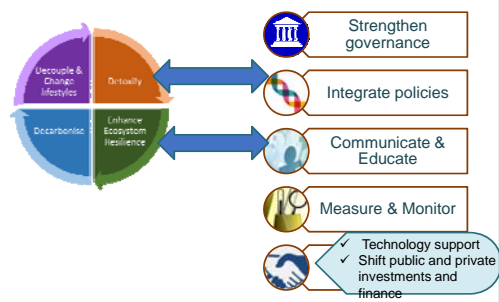 Decouple &
Change
lifestyles
Detoxify
Decarbonise
Enhance
Ecosystem
Resilience
Strengthen
governance
Integrate policies
Communicate &
Educate
Measure & Monitor
✓ Technology support
✓ Shift public and private
investments and
finance